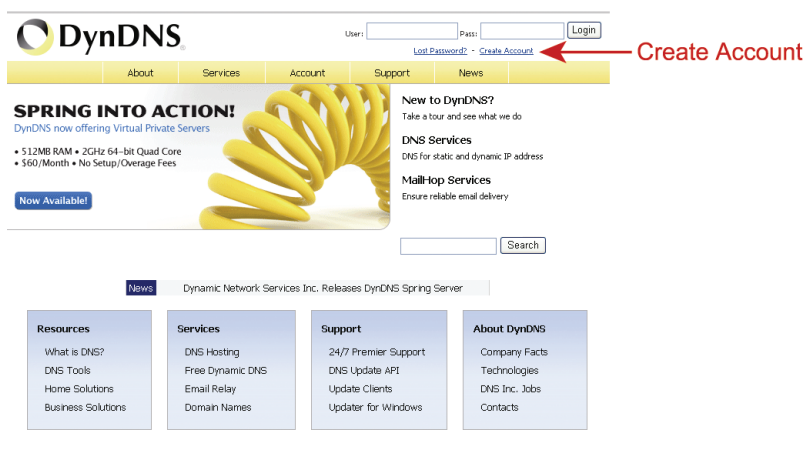 DynDNS
User:
Pass:
Login
Lost Password? - Create Account
Create Account
About
Services
Account
Support
News
SPRING INTO ACTION!
DynDNS now offering Virtual Private Servers
• 512MB RAM • 2GHz 64-bit Quad Core
• $60/Month • No Setup/Overage Fees
Now Available!
New to DynDNS?
Take a tour and see what we do
DNS Services
DNS for static and dynamic IP address
MailHop Services
Ensure reliable email delivery
Search
News
Dynamic Network Services Inc. Releases DynDNS Spring Server
Resources
What is DNS?
DNS Tools
Home Solutions
Business Solutions
Services
DNS Hosting
Free Dynamic DNS
Email Relay
Domain Names
Support
24/7 Premier Support
DNS Update API
Update Clients
Updater for Windows
About DynDNS
Company Facts
Technologies
DNS Inc. Jobs
Contacts